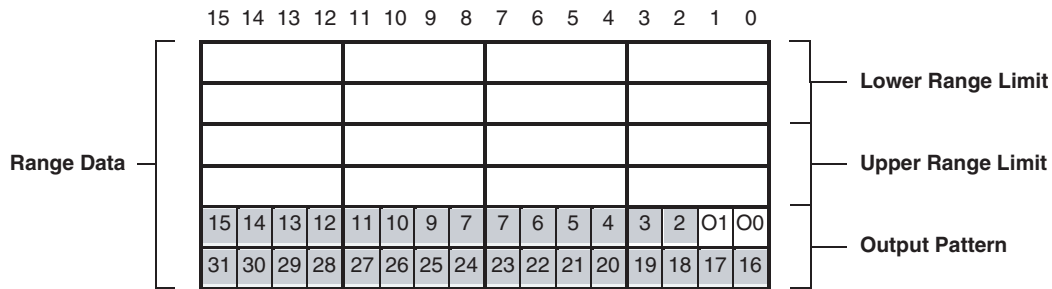 15 14 13 12 11 10 9 8 7 6 5 4 3 2 1 0
Lower Range Limit
Range Data
Upper Range Limit
15 14 13 12 11 10 9 7 7 6 5 4 3 2 O1 O0
Output Pattern
31 30 29 28 27 26 25 24 23 22 21 20 19 18 17 16